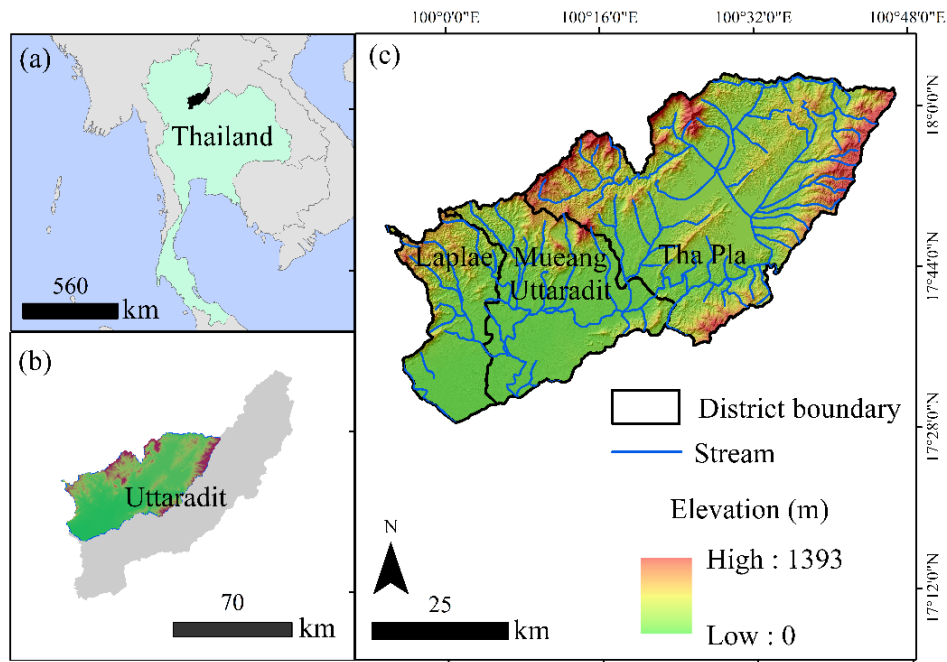 (a)
Thailand
560
km
(b)
Uttaradit
70
km
100°0'0"E
100°16'0"E
100°32'0"E
100°48'0"E
(c)
18°0'0"N
17°44'0"N
17°28'0"N
17°12'0"N
Laplae
Mueang
Uttaradit
Tha Pla
District boundary
Stream
Elevation (m)
High : 1393
Low : 0
N
25
km